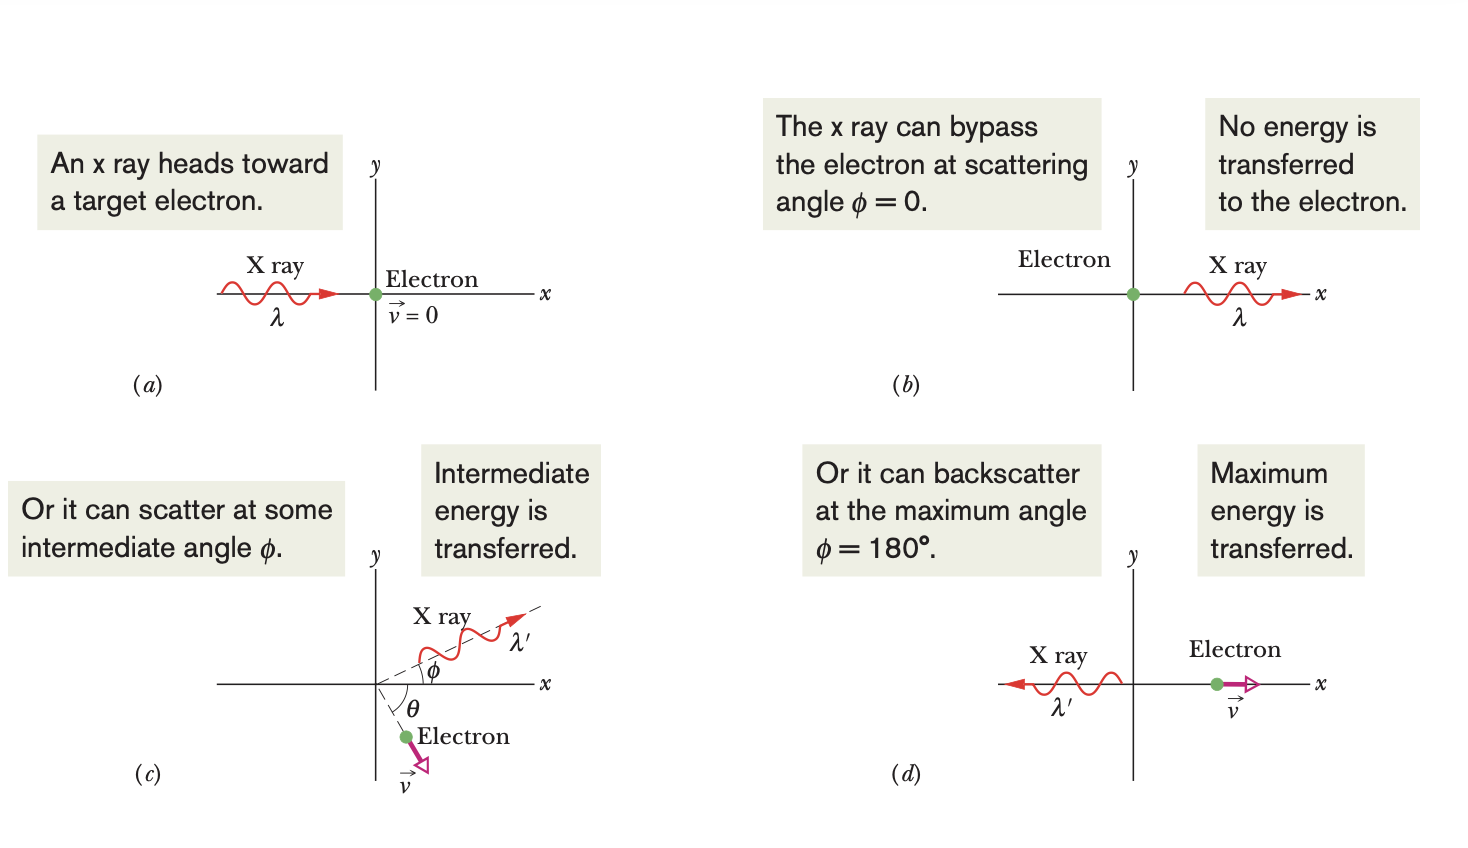 An x ray heads toward
a target electron.
y
X ray
Electron
x
λ
v⃗ = 0
(a)
The x ray can bypass
the electron at scattering
angle ϕ = 0.
No energy is
transferred
to the electron.
y
Electron
X ray
x
λ
(b)
Or it can scatter at some
intermediate angle ϕ.
Intermediate
energy is
transferred.
y
X ray
λ′
ϕ
x
θ
Electron
v⃗
(c)
Or it can backscatter
at the maximum angle
ϕ = 180°.
Maximum
energy is
transferred.
y
X ray
Electron
x
λ′
v⃗
(d)